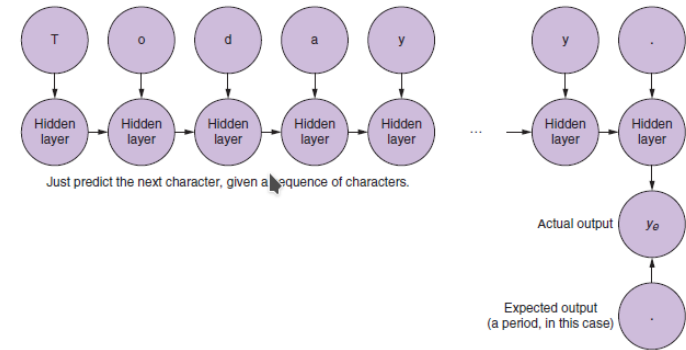 T o d a y y .
Hidden layer Hidden layer Hidden layer Hidden layer Hidden layer ... Hidden layer Hidden layer
Just predict the next character, given a equence of characters.
Actual output yₑ
Expected output
(a period, in this case) .